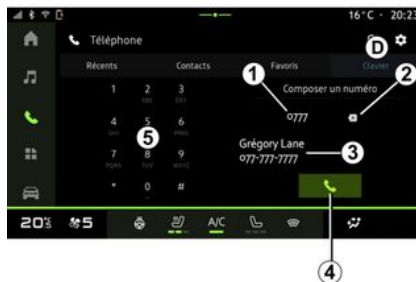 16°C · 20:23
Téléphone
D
Récents Contacts Favoris Clavier
1 2 3
ABC DEF
1 2
Composer un numéro
4 5 6
GHI MNO
5
0777
Grégory Lane
077-777-7777
3
7 8 9
PQRS TUV WXYZ
* 0 #
20 5 A/C
4